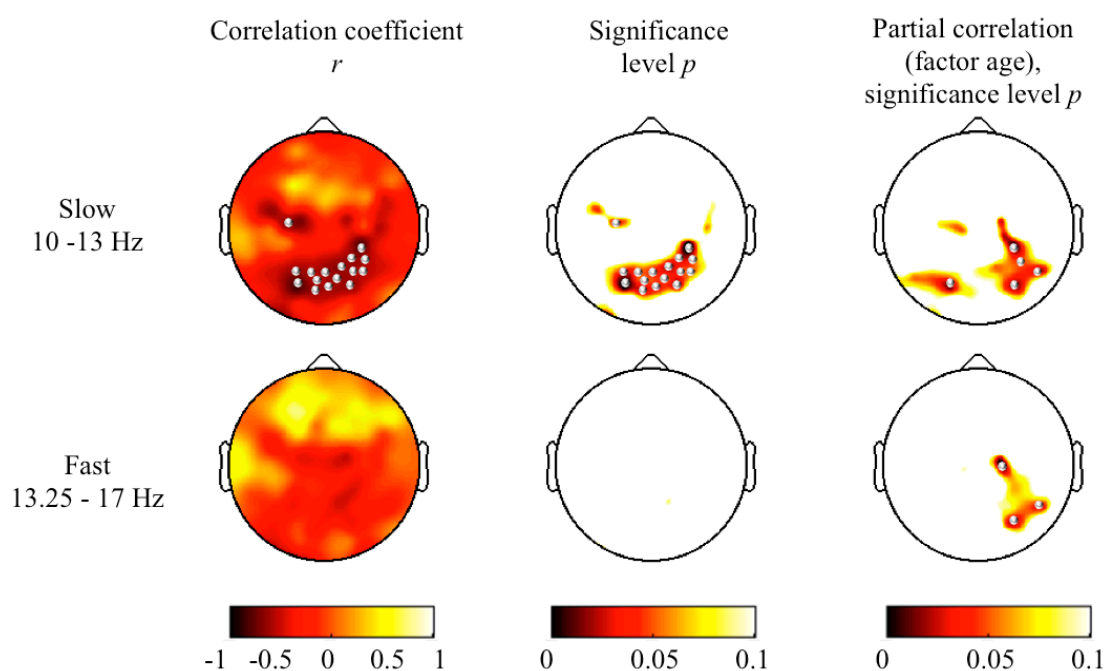 Correlation coefficient
r
Significance
level p
Partial correlation
(factor age),
significance level p
Slow
10 -13 Hz
Fast
13.25 - 17 Hz
-1 -0.5 0 0.5 1
0 0.05 0.1
0 0.05 0.1